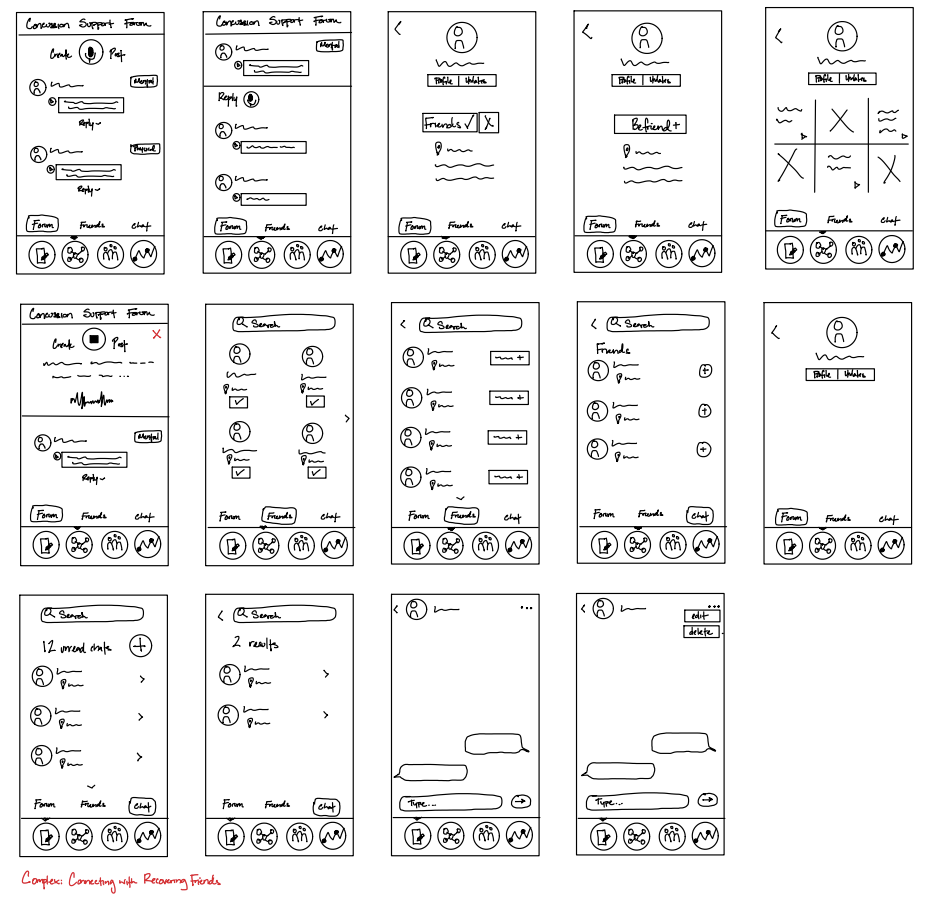 Concussion Support Forum
Create Post
Mental
Reply
Physical
Reply
Forum Friends Chat
Concussion Support Forum
Mental
Reply
Forum Friends Chat
Profile Updates
Friends ✓ X
Forum Friends Chat
Profile Updates
Befriend +
Forum Friends Chat
Profile Updates
Forum Friends Chat
Concussion Support Forum
X
Create Post
Mental
Reply
Forum Friends Chat
Search
Forum Friends Chat
Search
Forum Friends Chat
Search
Friends
Forum Friends Chat
Profile Updates
Forum Friends Chat
Search
12 unread chats
Forum Friends Chat
Search
2 results
Forum Friends Chat
...
Type...
...
edit
delete
Type...
Complex: Connecting with Recovering Friends